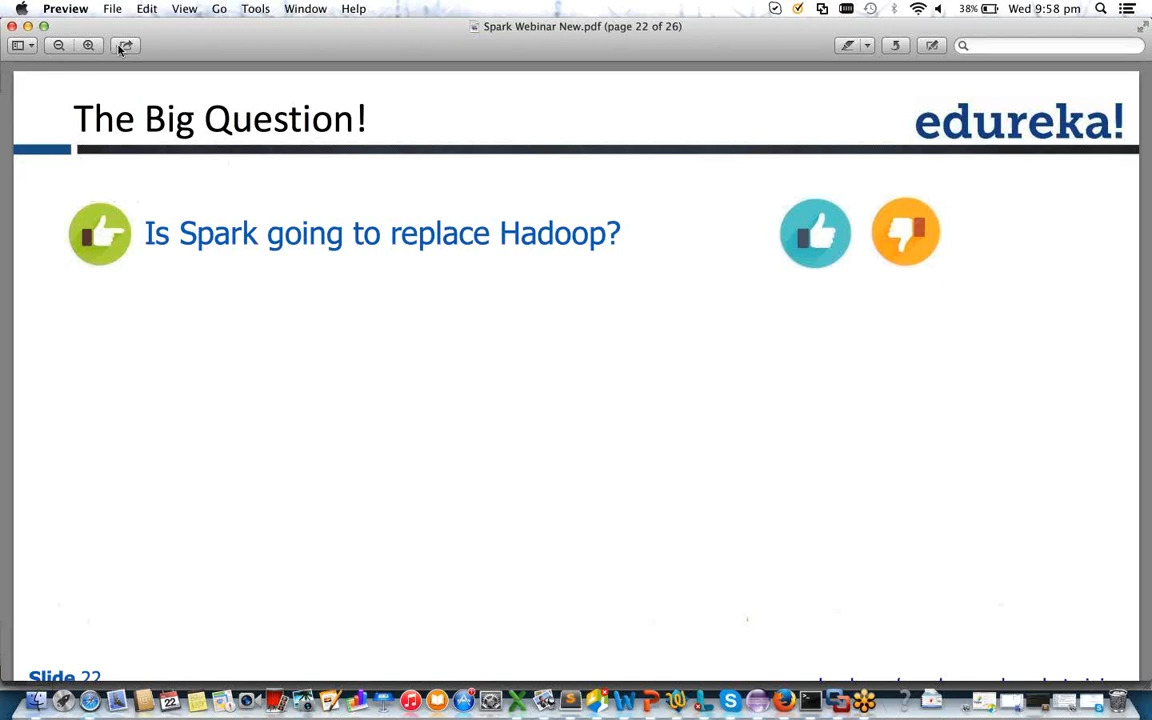 Preview File Edit View Go Tools Window Help 38% Wed 9:58 pm
Spark Webinar New.pdf (page 22 of 26)
The Big Question!
edureka!
Is Spark going to replace Hadoop?
Slide 22
22